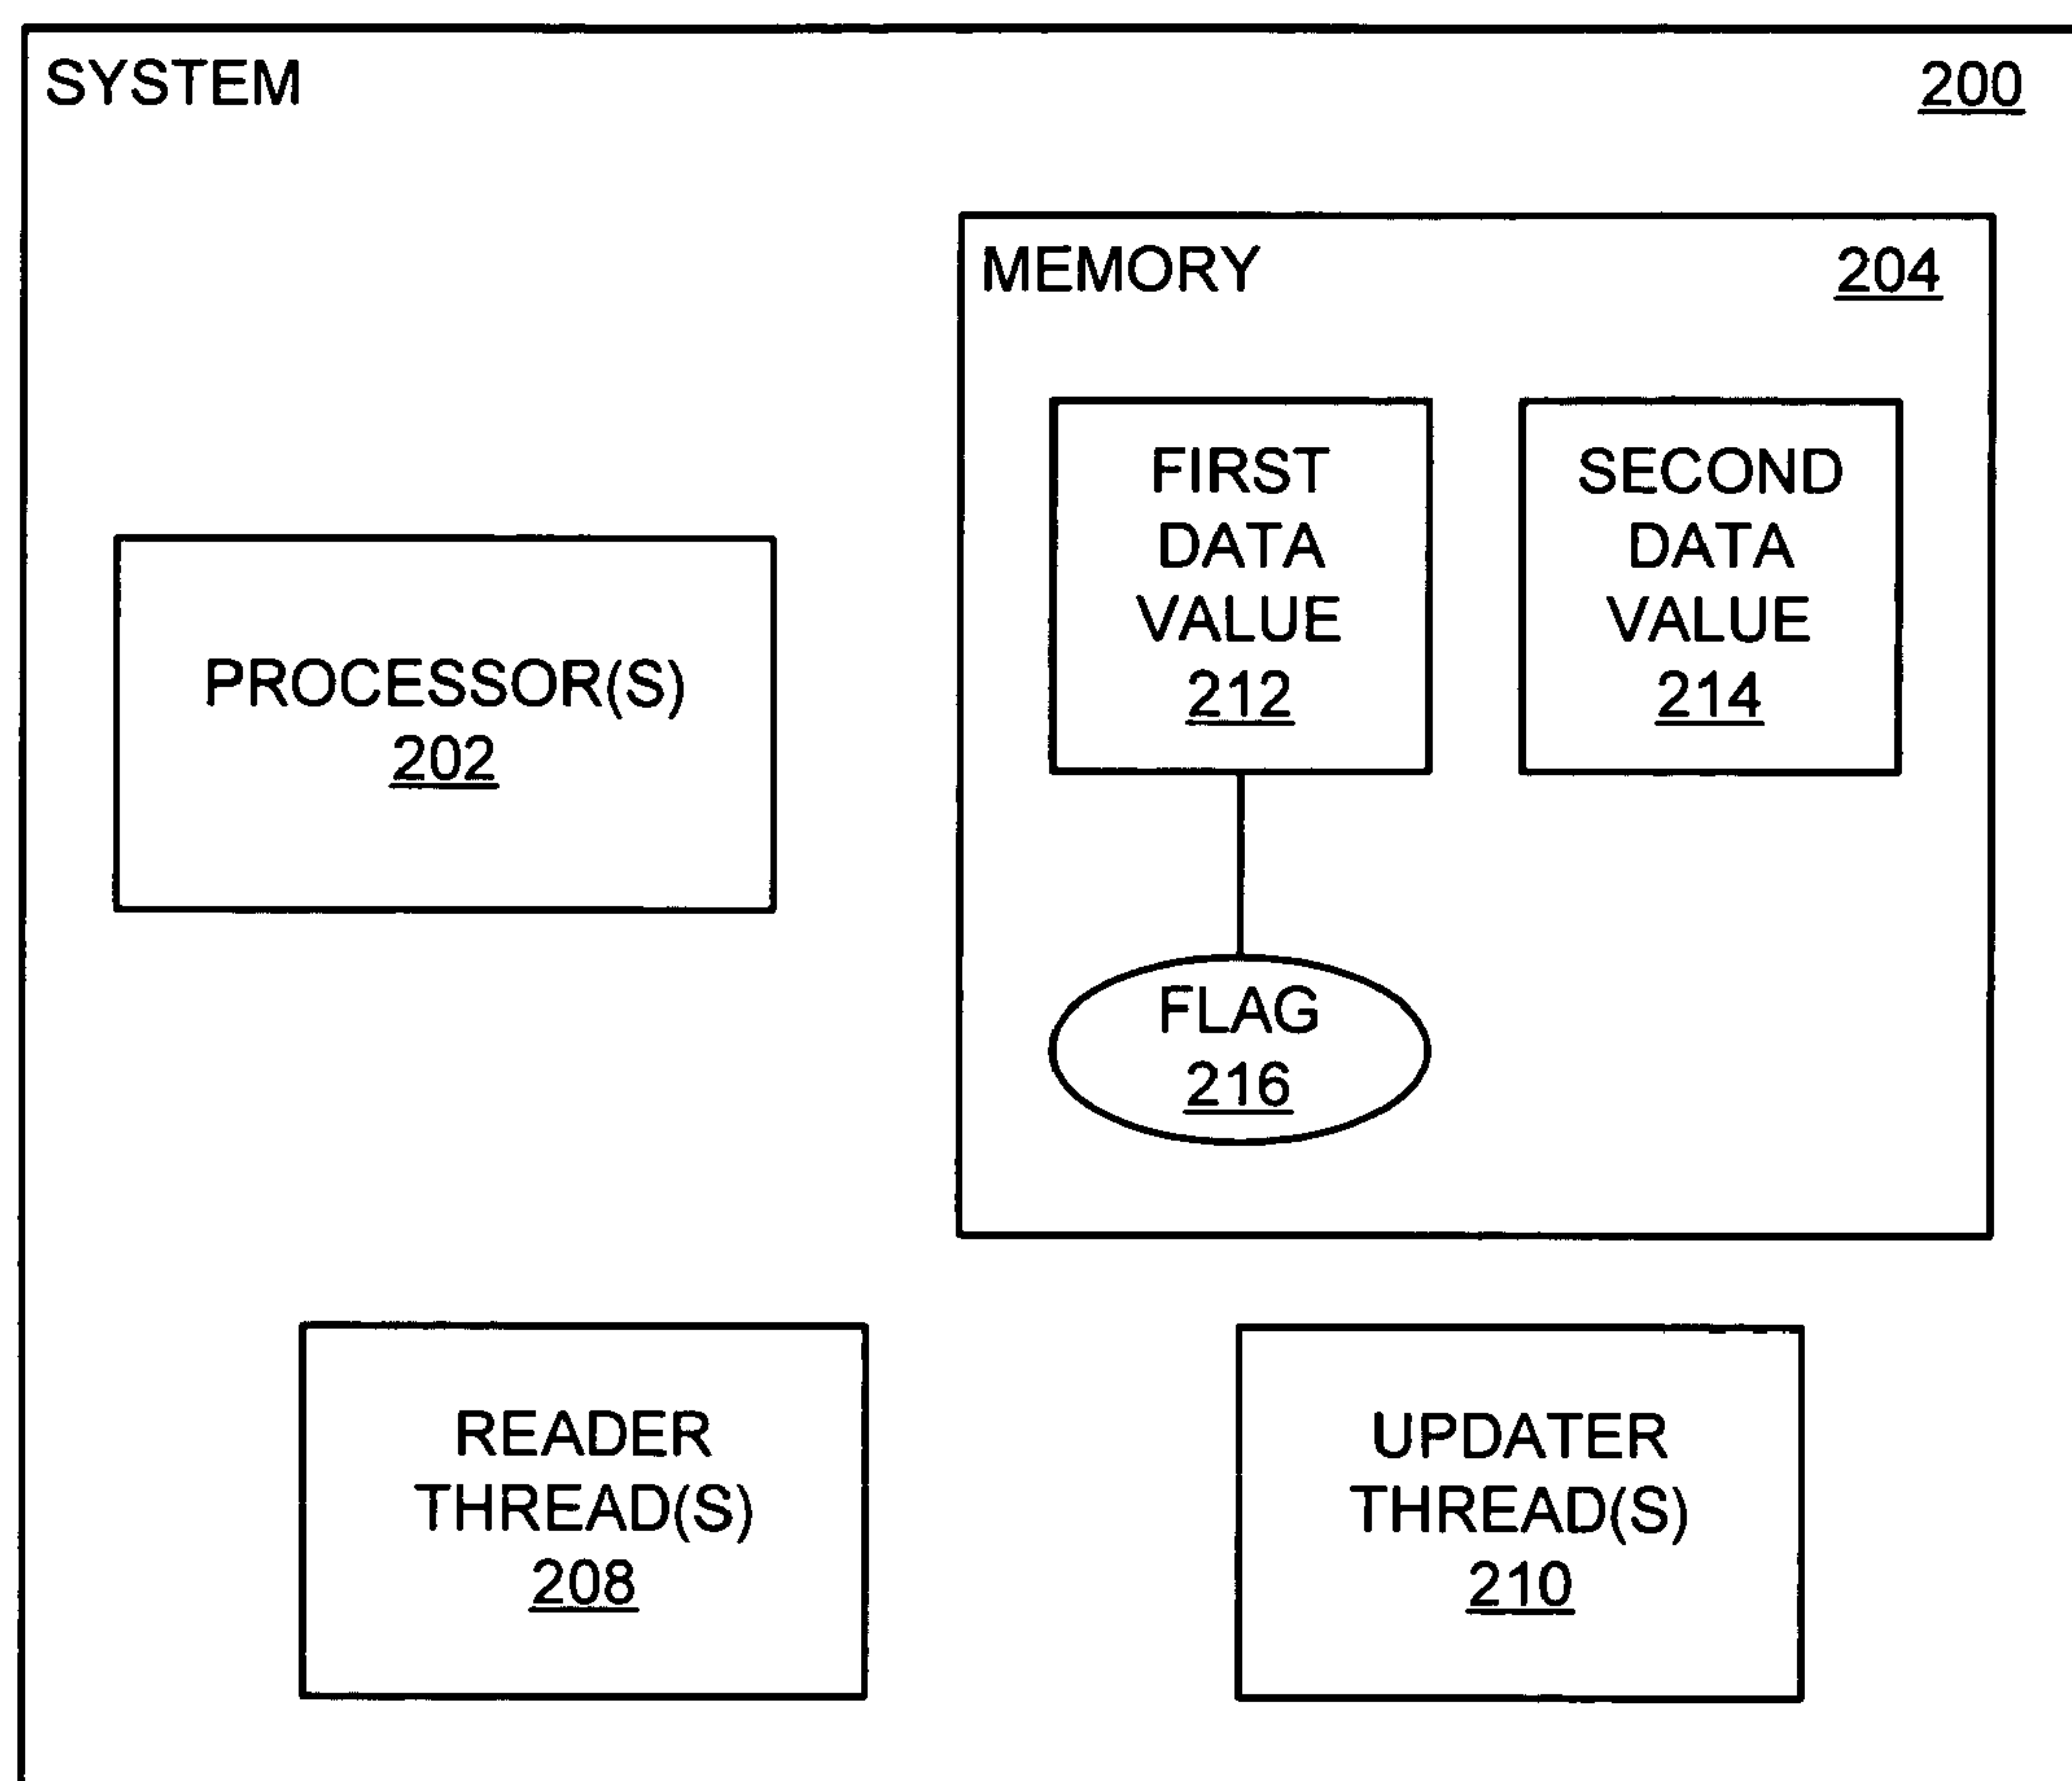 SYSTEM
200
MEMORY
204
FIRST
DATA
VALUE
212
SECOND
DATA
VALUE
214
PROCESSOR(S)
202
FLAG
216
READER
THREAD(S)
208
UPDATER
THREAD(S)
210